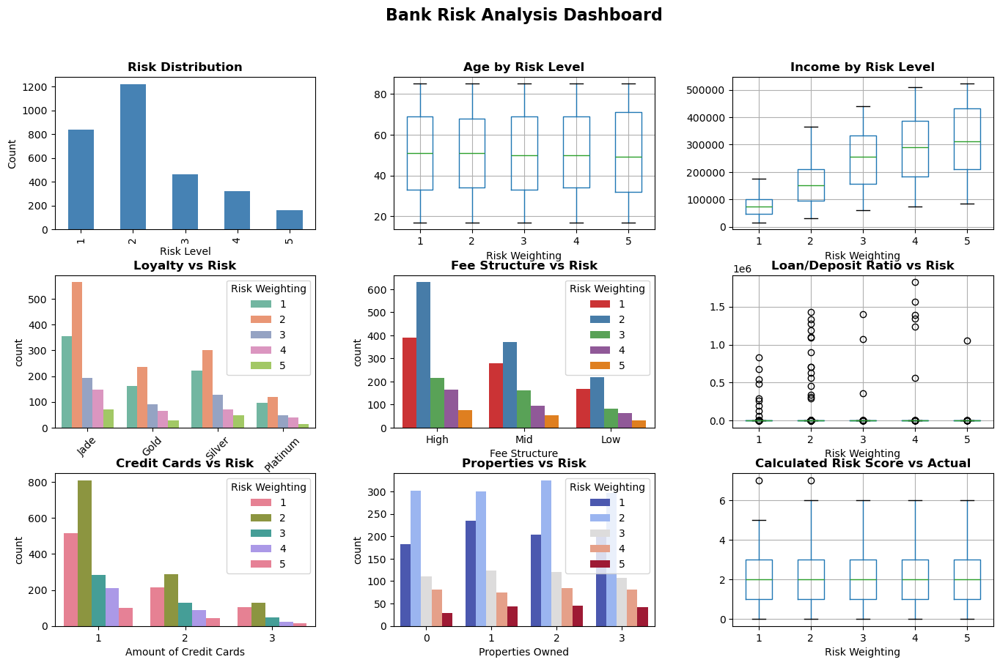 Bank Risk Analysis Dashboard
Risk Distribution
Count
1200
1000
800
600
400
200
0
1 2 3 4 5
Risk Level
Age by Risk Level
80
60
40
20
1 2 3 4 5
Risk Weighting
Income by Risk Level
500000
400000
300000
200000
100000
0
1 2 3 4 5
Risk Weighting
Loyalty vs Risk
count
500
400
300
200
100
0
Jade Gold Silver Platinum
Risk Weighting
1
2
3
4
5
Fee Structure vs Risk
count
600
500
400
300
200
100
0
High Mid Low
Fee Structure
Risk Weighting
1
2
3
4
5
Loan/Deposit Ratio vs Risk
1e6
1.5
1.0
0.5
0.0
1 2 3 4 5
Risk Weighting
Credit Cards vs Risk
count
800
600
400
200
0
1 2 3
Amount of Credit Cards
Risk Weighting
1
2
3
4
5
Properties vs Risk
count
300
250
200
150
100
50
0
0 1 2 3
Properties Owned
Risk Weighting
1
2
3
4
5
Calculated Risk Score vs Actual
6
4
2
0
1 2 3 4 5
Risk Weighting